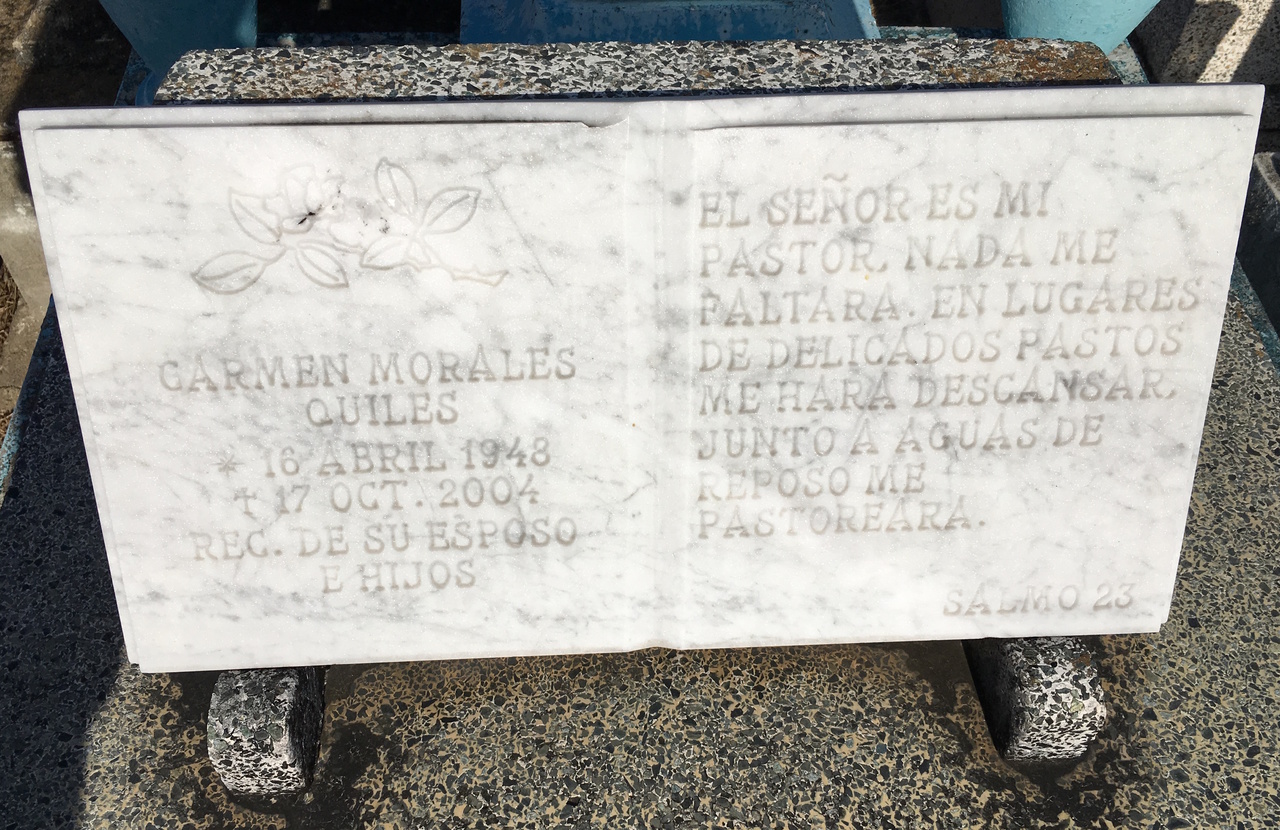 CARMEN MORALES
QUILES
* 16 ABRIL 1948
✝ 17 OCT. 2004
REC. DE SU ESPOSO
E HIJOS
EL SEÑOR ES MI
PASTOR, NADA ME
FALTARA. EN LUGARES
DE DELICADOS PASTOS
ME HARA DESCANSAR,
JUNTO A AGUAS DE
REPOSO ME
PASTOREARA.
SALMO 23